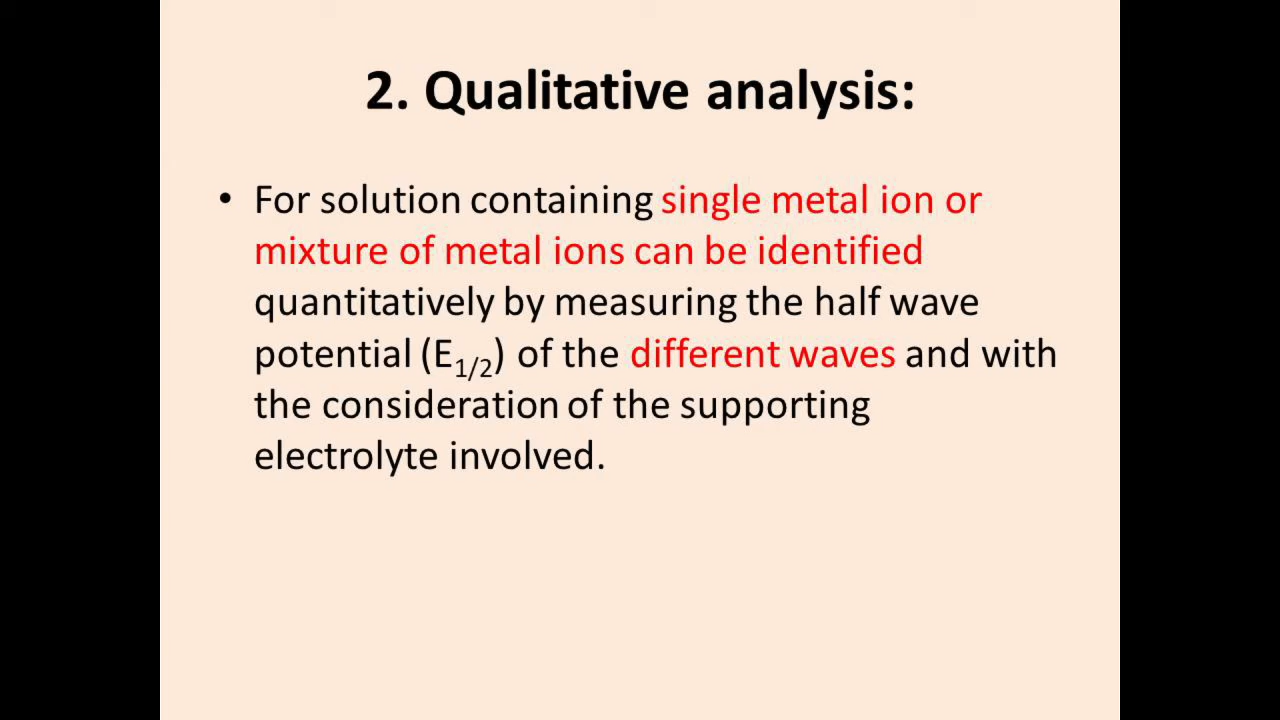 2. Qualitative analysis:
• For solution containing single metal ion or
mixture of metal ions can be identified
quantitatively by measuring the half wave
potential (E1/2) of the different waves and with
the consideration of the supporting
electrolyte involved.